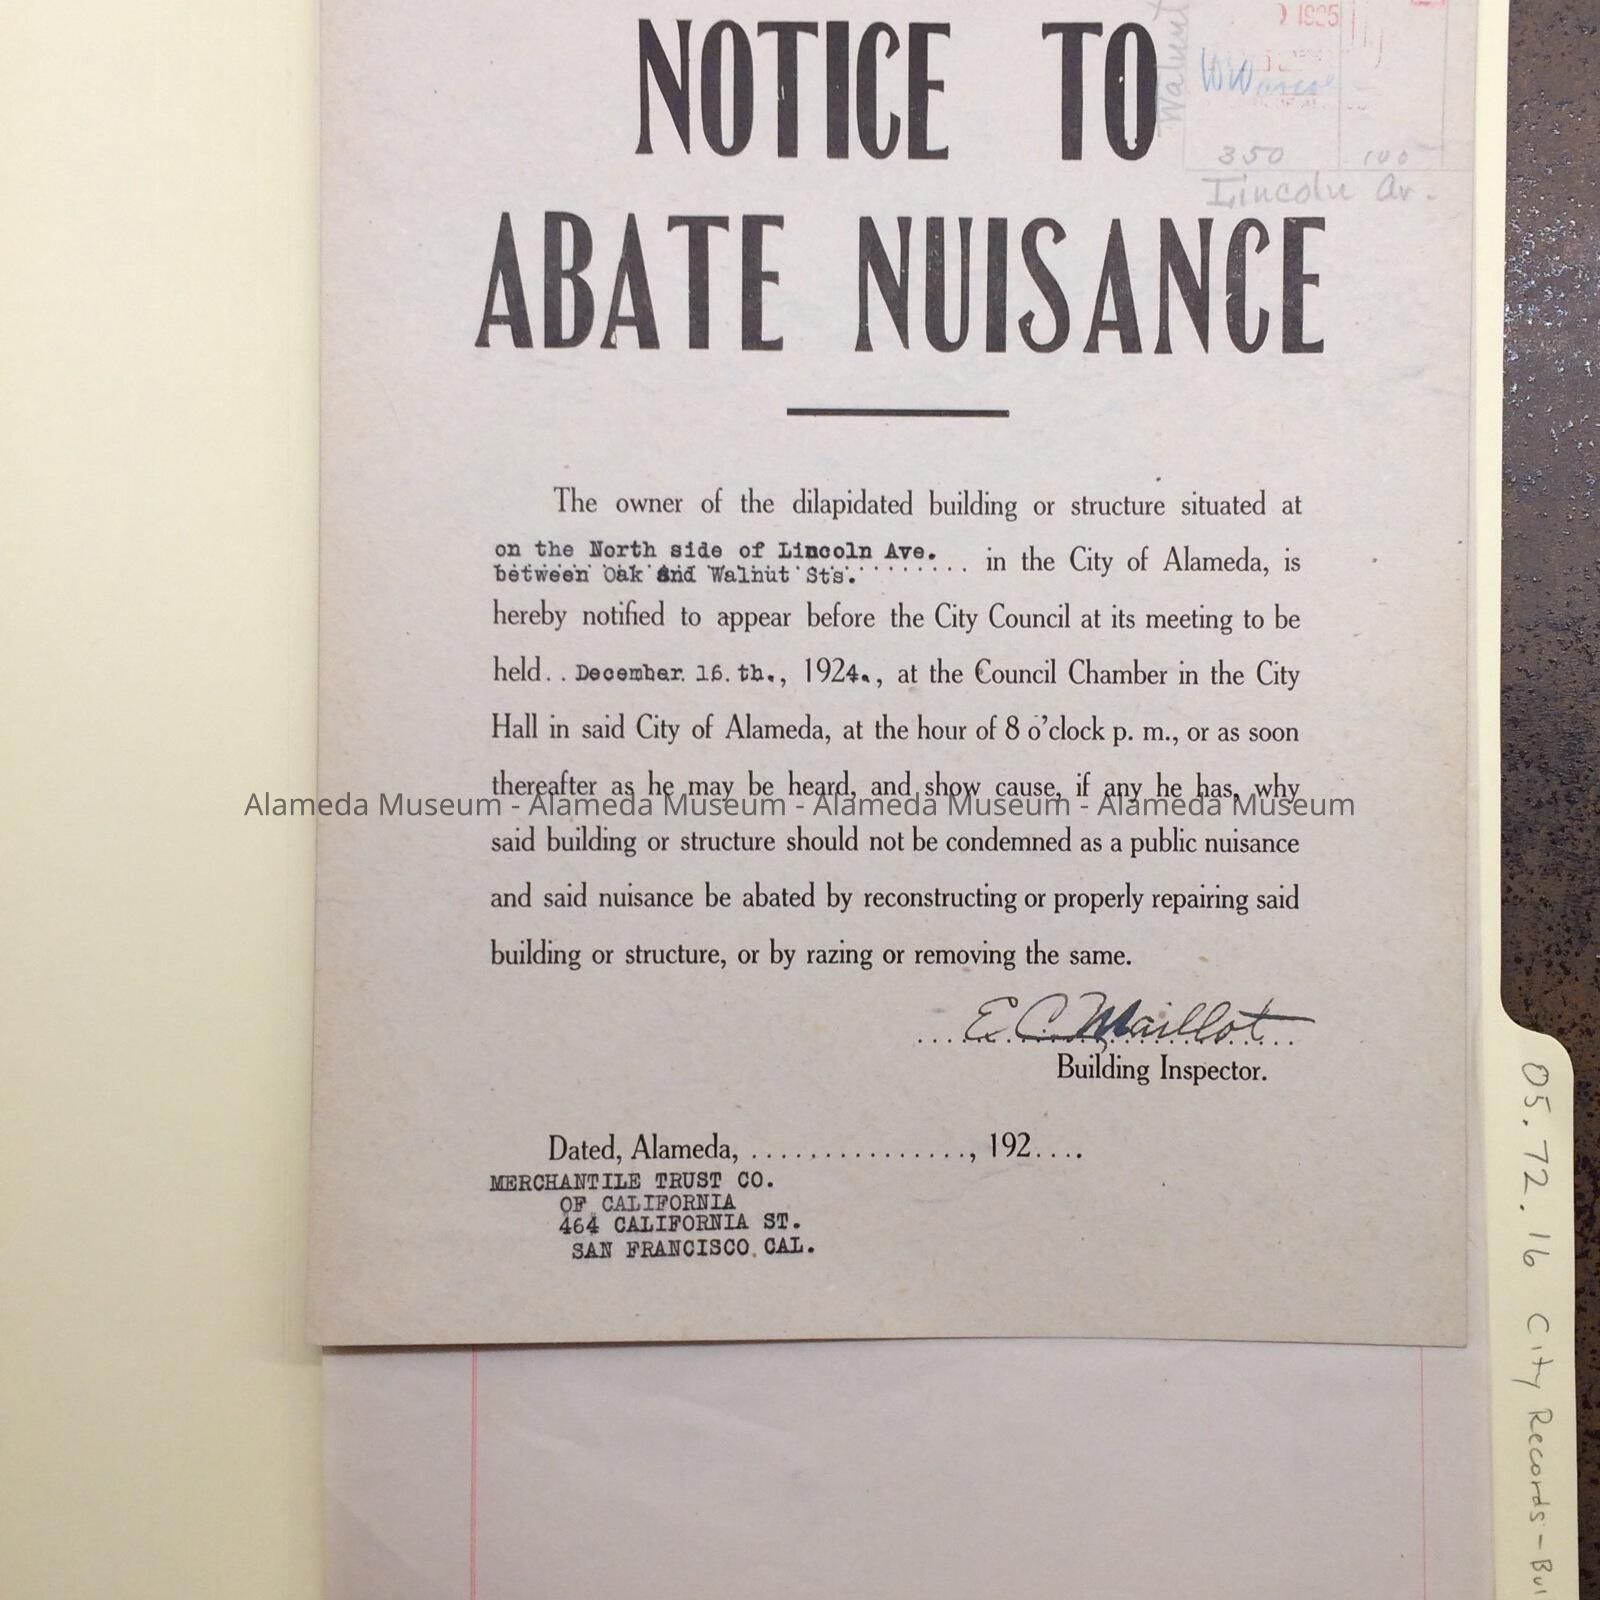 NOTICE TO
ABATE NUISANCE
Walnut
1925
350 100
Lincoln Av.
The owner of the dilapidated building or structure situated at
on the North side of Lincoln Ave.
between Oak and Walnut Sts. ........ in the City of Alameda, is
hereby notified to appear before the City Council at its meeting to be
held. . December. 16. th., 1924., at the Council Chamber in the City
Hall in said City of Alameda, at the hour of 8 o'clock p. m., or as soon
thereafter as he may be heard, and show cause, if any he has, why
Alameda Museum - Alameda Museum - Alameda Museum - Alameda Museum
said building or structure should not be condemned as a public nuisance
and said nuisance be abated by reconstructing or properly repairing said
building or structure, or by razing or removing the same.
E. C. Maillot
Building Inspector.
Dated, Alameda, ................, 192....
MERCHANTILE TRUST CO.
OF CALIFORNIA
464 CALIFORNIA ST.
SAN FRANCISCO. CAL.
05.72.16 City Records - Bui